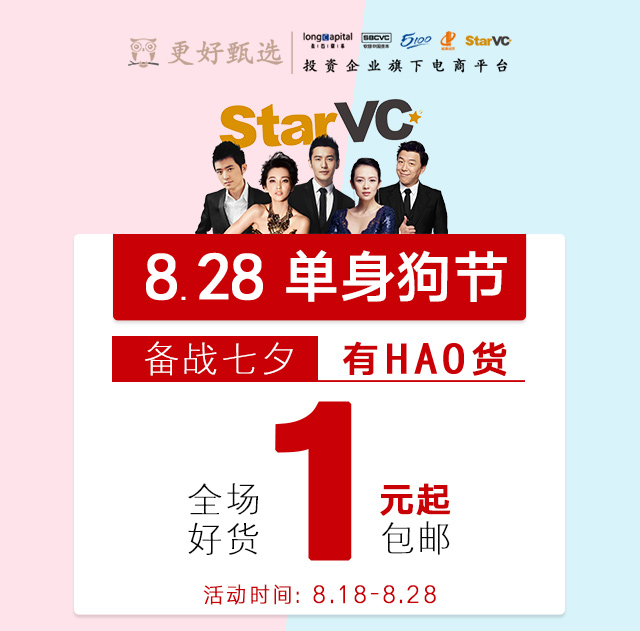 更好甄选
longcapital
SBCVC
5100
StarVC
投资企业旗下电商平台
StarVC
8.28 单身狗节
备战七夕 有HAO货
全场好货
1
元起
包邮
活动时间: 8.18-8.28